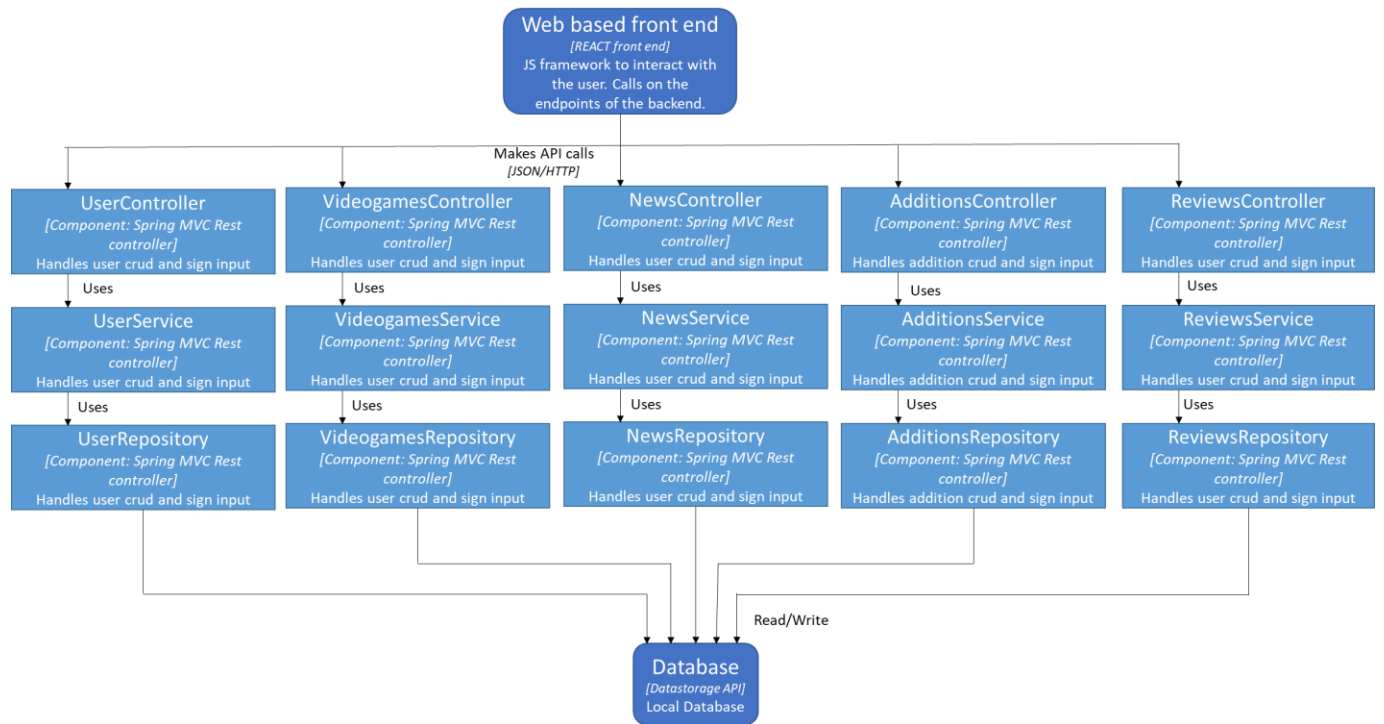 Web based front end
[REACT front end]
JS framework to interact with
the user. Calls on the
endpoints of the backend.
Makes API calls
[JSON/HTTP]
UserController
[Component: Spring MVC Rest
controller]
Handles user crud and sign input
VideogamesController
[Component: Spring MVC Rest
controller]
Handles user crud and sign input
NewsController
[Component: Spring MVC Rest
controller]
Handles user crud and sign input
AdditionsController
[Component: Spring MVC Rest
controller]
Handles addition crud and sign input
ReviewsController
[Component: Spring MVC Rest
controller]
Handles user crud and sign input
Uses
Uses
Uses
Uses
Uses
UserService
[Component: Spring MVC Rest
controller]
Handles user crud and sign input
VideogamesService
[Component: Spring MVC Rest
controller]
Handles user crud and sign input
NewsService
[Component: Spring MVC Rest
controller]
Handles user crud and sign input
AdditionsService
[Component: Spring MVC Rest
controller]
Handles addition crud and sign input
ReviewsService
[Component: Spring MVC Rest
controller]
Handles user crud and sign input
Uses
Uses
Uses
Uses
Uses
UserRepository
[Component: Spring MVC Rest
controller]
Handles user crud and sign input
VideogamesRepository
[Component: Spring MVC Rest
controller]
Handles user crud and sign input
NewsRepository
[Component: Spring MVC Rest
controller]
Handles user crud and sign input
AdditionsRepository
[Component: Spring MVC Rest
controller]
Handles addition crud and sign input
ReviewsRepository
[Component: Spring MVC Rest
controller]
Handles user crud and sign input
Read/Write
Database
[Datastorage API]
Local Database